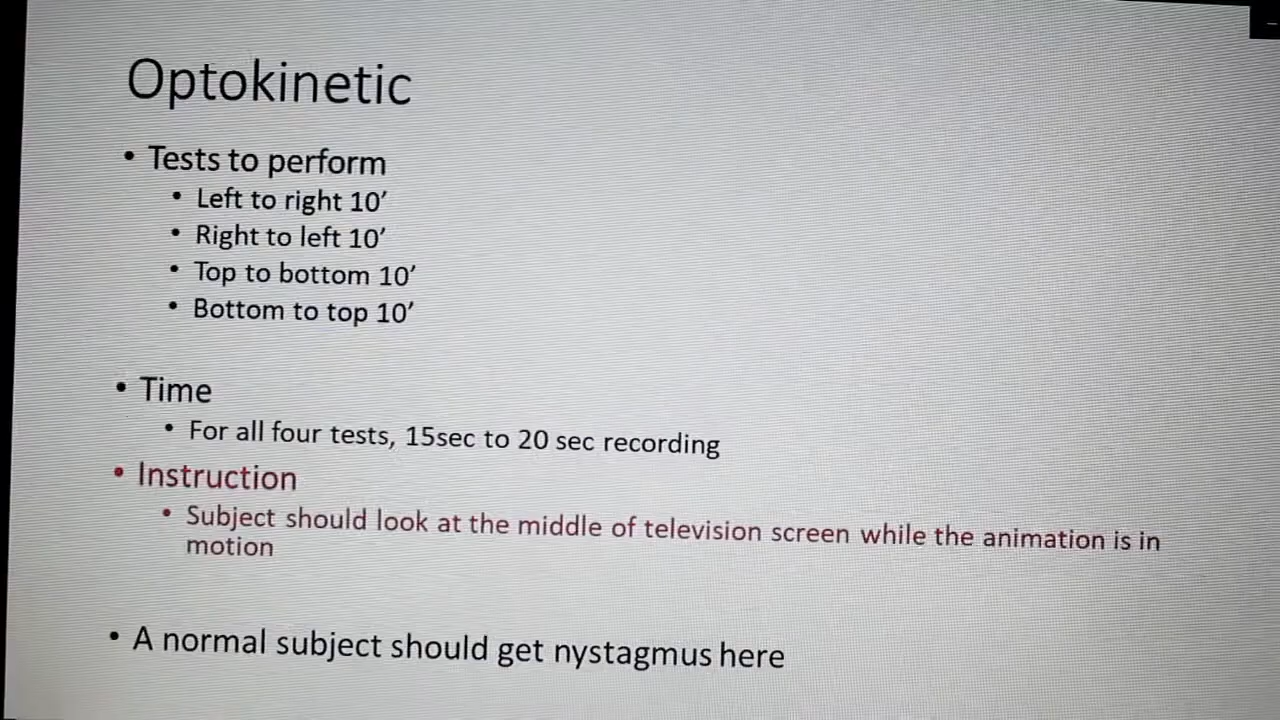 Optokinetic
• Tests to perform
• Left to right 10′
• Right to left 10′
• Top to bottom 10′
• Bottom to top 10′
• Time
• For all four tests, 15sec to 20 sec recording
• Instruction
• Subject should look at the middle of television screen while the animation is in
motion
• A normal subject should get nystagmus here